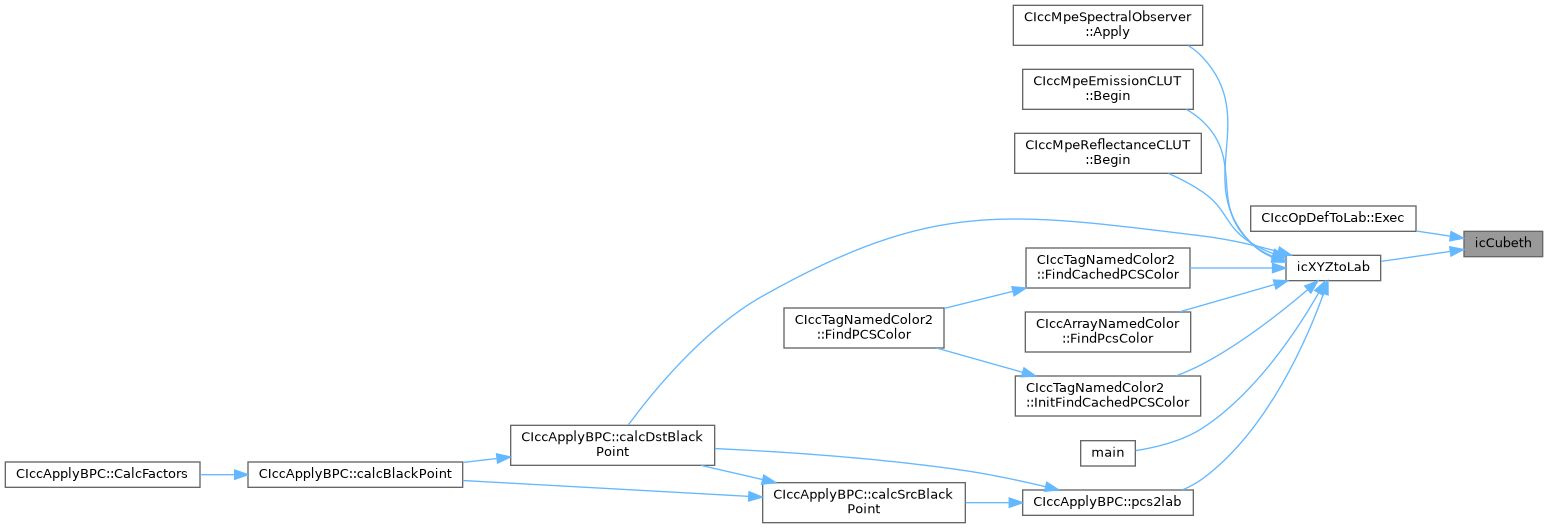 CIccMpeSpectralObserver
::Apply
CIccMpeEmissionCLUT
::Begin
CIccMpeReflectanceCLUT
::Begin
CIccOpDefToLab::Exec
icCubeth
icXYZtoLab
CIccTagNamedColor2
::FindCachedPCSColor
CIccTagNamedColor2
::FindPCSColor
CIccArrayNamedColor
::FindPcsColor
CIccTagNamedColor2
::InitFindCachedPCSColor
main
CIccApplyBPC::calcDstBlack
Point
CIccApplyBPC::CalcFactors
CIccApplyBPC::calcBlackPoint
CIccApplyBPC::calcSrcBlack
Point
CIccApplyBPC::pcs2lab